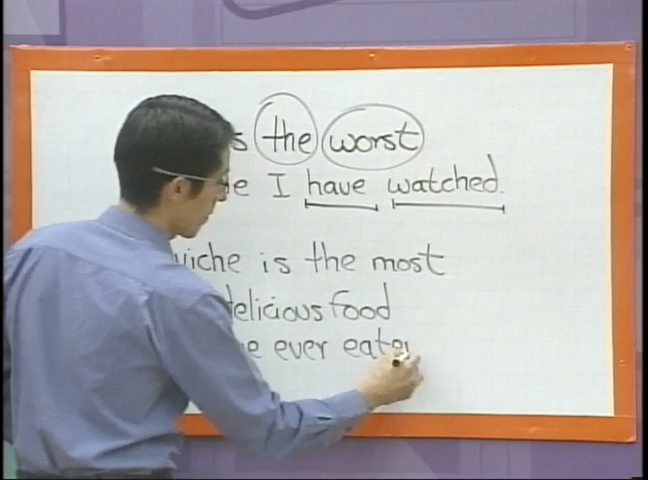 s the worst
e I have watched.
viche is the most
delicious food
e ever eate